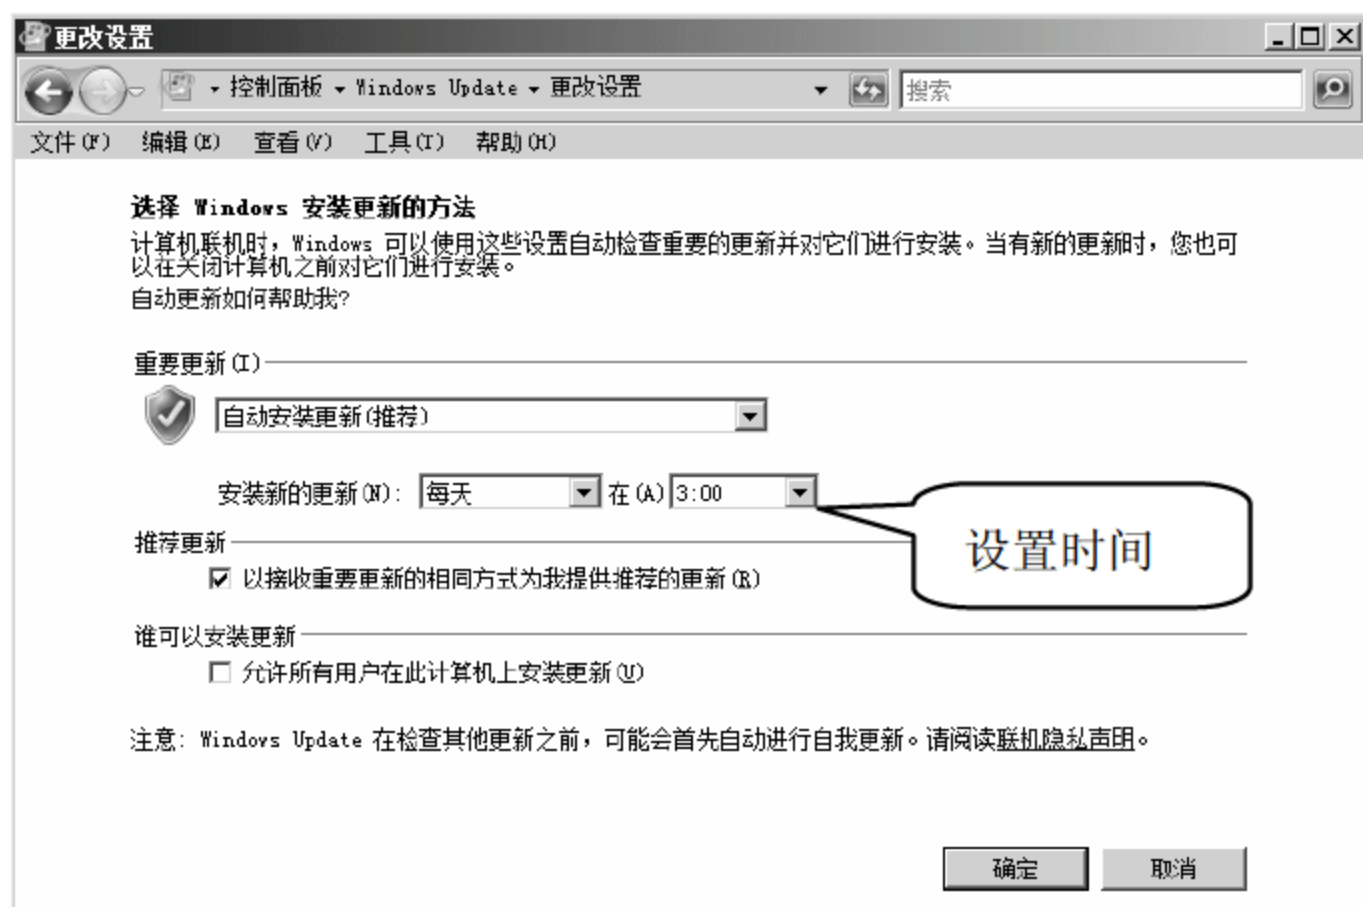 更改设置
控制面板 Windows Update 更改设置 搜索
文件(F) 编辑(E) 查看(V) 工具(T) 帮助(H)
选择 Windows 安装更新的方法
计算机联机时，Windows 可以使用这些设置自动检查重要的更新并对它们进行安装。当有新的更新时，您也可
以在关闭计算机之前对它们进行安装。
自动更新如何帮助我?
重要更新(I)
自动安装更新(推荐)
安装新的更新(N): 每天 在(A) 3:00
设置时间
推荐更新
以接收重要更新的相同方式为我提供推荐的更新(R)
谁可以安装更新
允许所有用户在此计算机上安装更新(U)
注意: Windows Update 在检查其他更新之前，可能会首先自动进行自我更新。请阅读联机隐私声明。
确定 取消